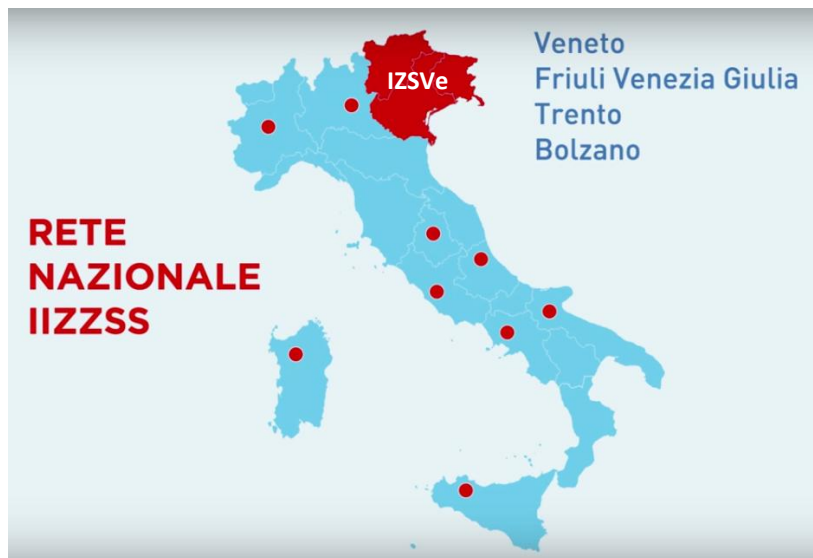 IZSVe
Veneto
Friuli Venezia Giulia
Trento
Bolzano
RETE
NAZIONALE
IIZZSS